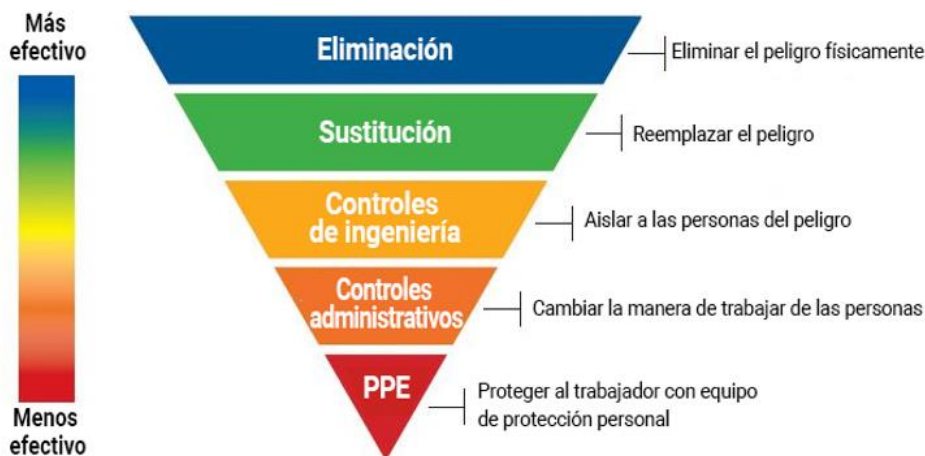 Más
efectivo
Eliminación
Eliminar el peligro físicamente
Sustitución
Reemplazar el peligro
Controles
de ingeniería
Aislar a las personas del peligro
Controles
administrativos
Cambiar la manera de trabajar de las personas
PPE
Proteger al trabajador con equipo
de protección personal
Menos
efectivo